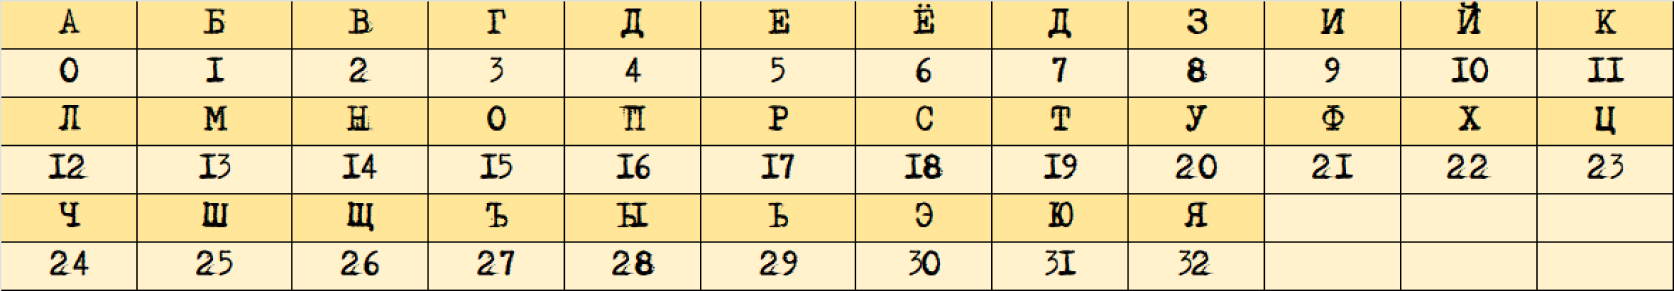 А Б В Г Д Е Ё Д З И Й К
0 1 2 3 4 5 6 7 8 9 10 11
Л М Н О П Р С Т У Ф Х Ц
12 13 14 15 16 17 18 19 20 21 22 23
Ч Ш Щ Ъ Ы Ь Э Ю Я
24 25 26 27 28 29 30 31 32